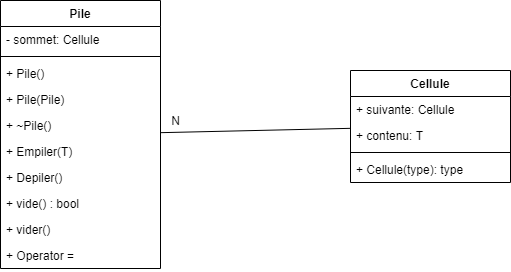 Pile
- sommet: Cellule
+ Pile()
+ Pile(Pile)
+ ~Pile()
+ Empiler(T)
+ Depiler()
+ vide() : bool
+ vider()
+ Operator =
N
Cellule
+ suivante: Cellule
+ contenu: T
+ Cellule(type): type